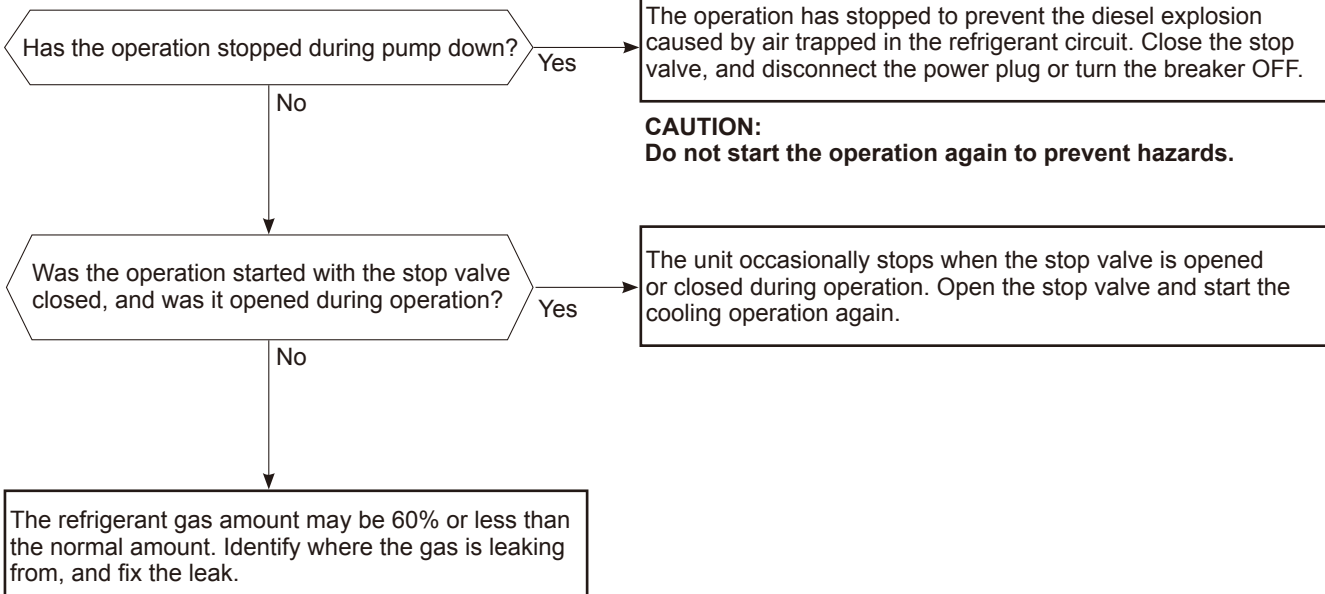 Has the operation stopped during pump down?
Yes
The operation has stopped to prevent the diesel explosion
caused by air trapped in the refrigerant circuit. Close the stop
valve, and disconnect the power plug or turn the breaker OFF.
CAUTION:
Do not start the operation again to prevent hazards.
No
Was the operation started with the stop valve
closed, and was it opened during operation?
Yes
The unit occasionally stops when the stop valve is opened
or closed during operation. Open the stop valve and start the
cooling operation again.
No
The refrigerant gas amount may be 60% or less than
the normal amount. Identify where the gas is leaking
from, and fix the leak.